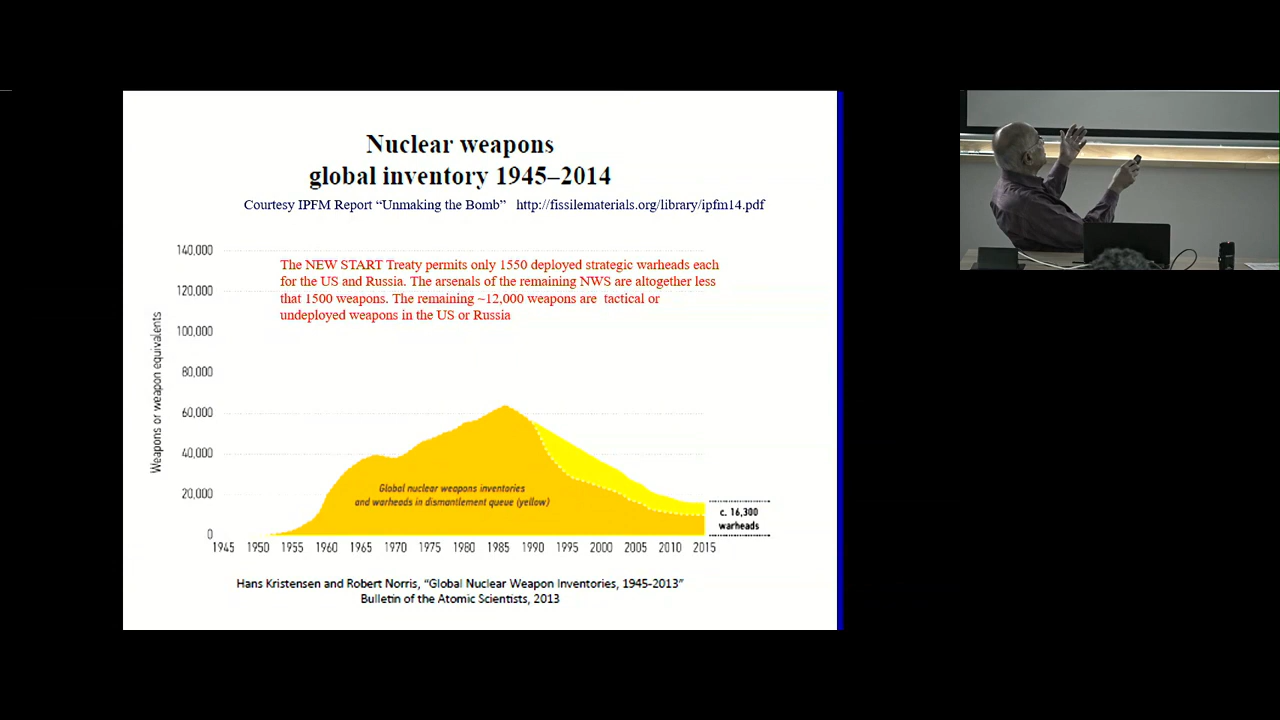 Nuclear weapons
global inventory 1945–2014
Courtesy IPFM Report “Unmaking the Bomb” http://fissilematerials.org/library/ipfm14.pdf
140,000
The NEW START Treaty permits only 1550 deployed strategic warheads each
for the US and Russia. The arsenals of the remaining NWS are altogether less
120,000
that 1500 weapons. The remaining ~12,000 weapons are tactical or
undeployed weapons in the US or Russia
100,000
Weapons or weapon equivalents
80,000
60,000
40,000
Global nuclear weapons inventories
20,000
and warheads in dismantlement queue (yellow)
c. 16,300
warheads
0
1945 1950 1955 1960 1965 1970 1975 1980 1985 1990 1995 2000 2005 2010 2015
Hans Kristensen and Robert Norris, “Global Nuclear Weapon Inventories, 1945-2013”
Bulletin of the Atomic Scientists, 2013